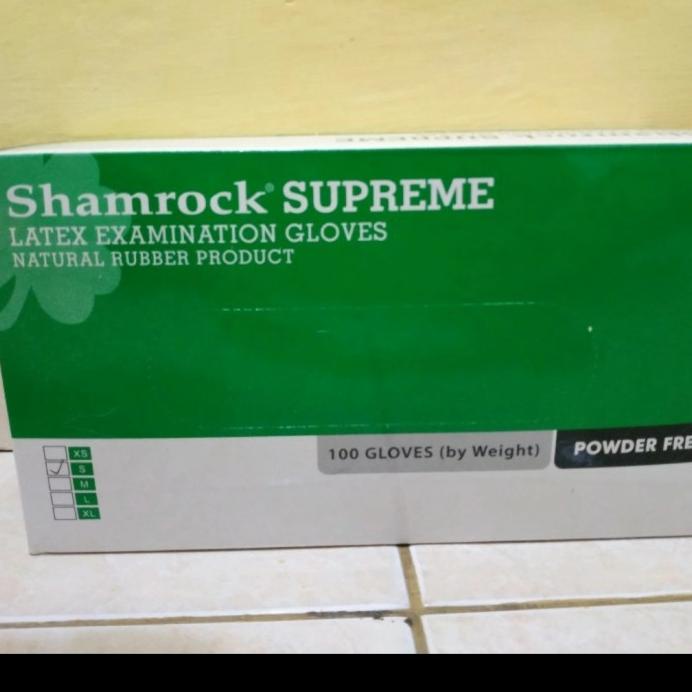 Shamrock® SUPREME
LATEX EXAMINATION GLOVES
NATURAL RUBBER PRODUCT
100 GLOVES (by Weight)
POWDER FRE
XS
S
M
L
XL